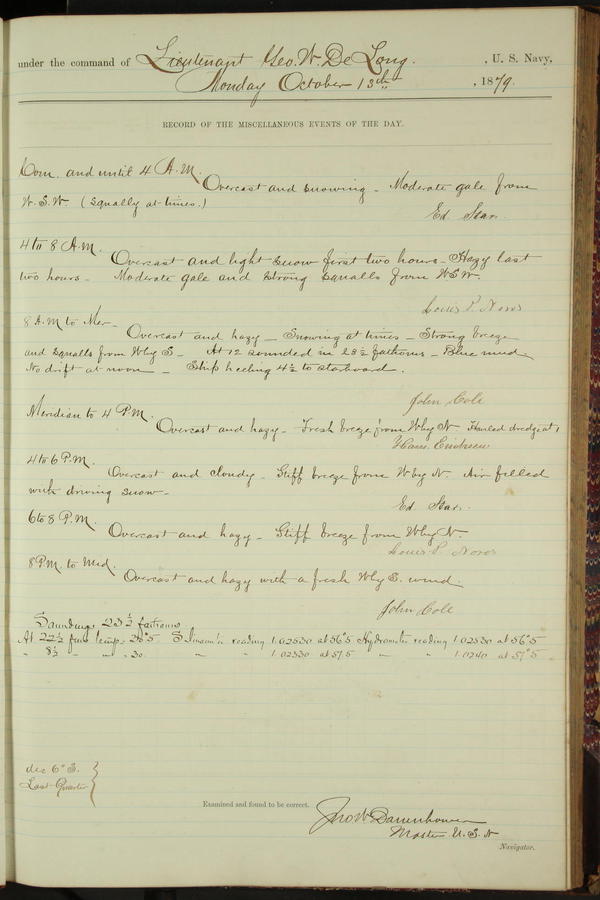 under the command of Lieutenant Geo. W. De Long. , U. S. Navy,
Monday October 13th , 1879.
RECORD OF THE MISCELLANEOUS EVENTS OF THE DAY.
Com. and until 4 A.M.
Overcast and snowing - Moderate gale from
W.S.W. (Squally at times.)
Ed. Star.
4 to 8 A.M.
Overcast and light snow first two hours - Hazy last
two hours - Moderate gale and strong squalls from WSW.
Louis P. Noros
8 A.M. to Mer -
Overcast and hazy - Snowing at times - Strong breeze
and squalls from W by S - At 12 sounded in 23½ fathoms - Blue mud
No drift at noon - Ship heeling 4½ to starboard.
John Cole
Meridian to 4 P.M.
Overcast and hazy - Fresh breeze from W by N Hauled dredge at 1
Hans Ericksen
4 to 6 P.M.
Overcast and cloudy - Stiff breeze from W by N. Air filled
with driving snow -
Ed Star.
6 to 8 P.M.
Overcast and hazy - Stiff breeze from W by N.
Louis P. Noros
8 P.M. to Mid.
Overcast and hazy with a fresh W by S. wind.
John Cole
Soundings 23½ fathoms
At 22½ fms temp. 28°5 reading 1.02530 at 56°5 Hydrometer reading 1.02530 at 56°5
" 8½ " " 30 " " 1.02530 at 57.5 " " 1.0240 at 57°5
dec 6° S.
Last Quarter
Examined and found to be correct.
Jno W Danenhower
Master U.S.N
Navigator.